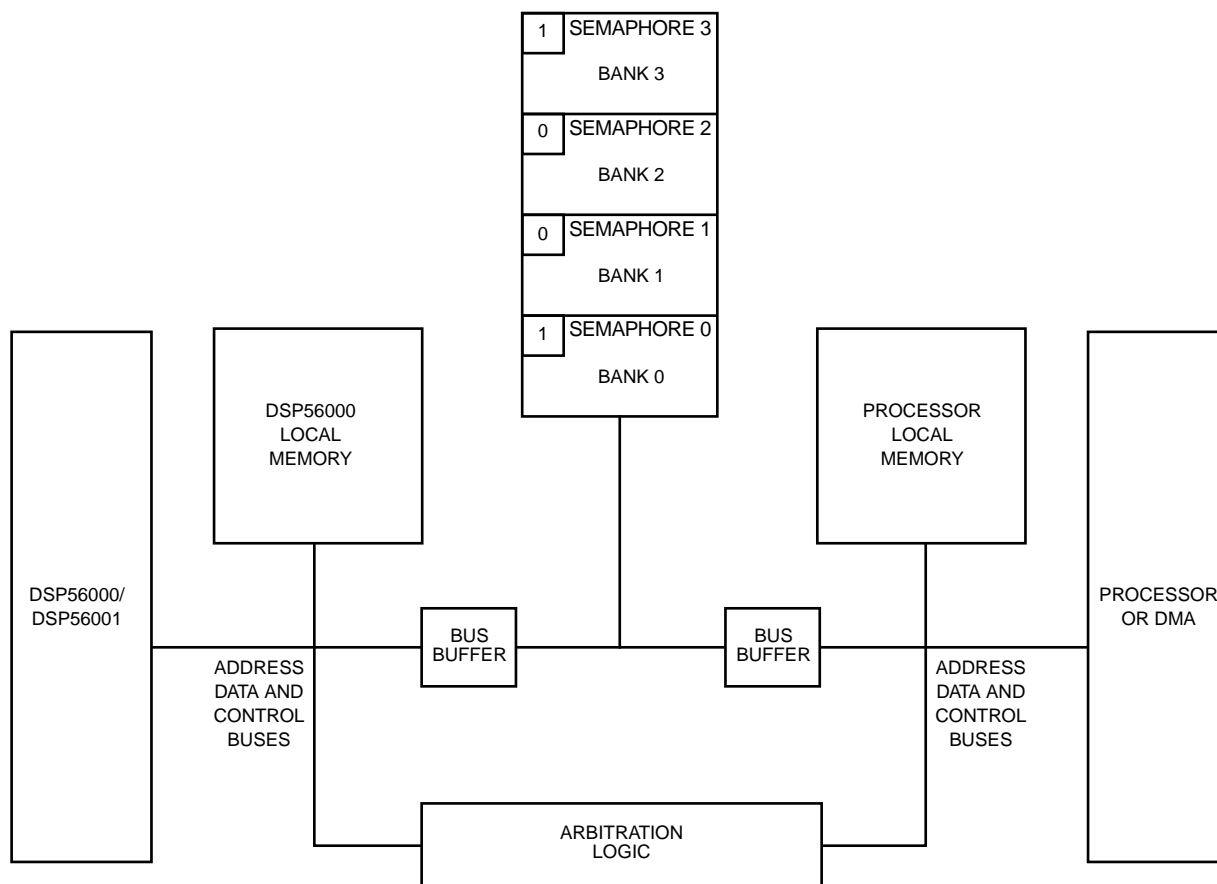 1 SEMAPHORE 3
BANK 3
0 SEMAPHORE 2
BANK 2
0 SEMAPHORE 1
BANK 1
1 SEMAPHORE 0
BANK 0
DSP56000
LOCAL
MEMORY
PROCESSOR
LOCAL
MEMORY
DSP56000/
DSP56001
BUS
BUFFER
BUS
BUFFER
PROCESSOR
OR DMA
ADDRESS
DATA AND
CONTROL
BUSES
ADDRESS
DATA AND
CONTROL
BUSES
ARBITRATION
LOGIC